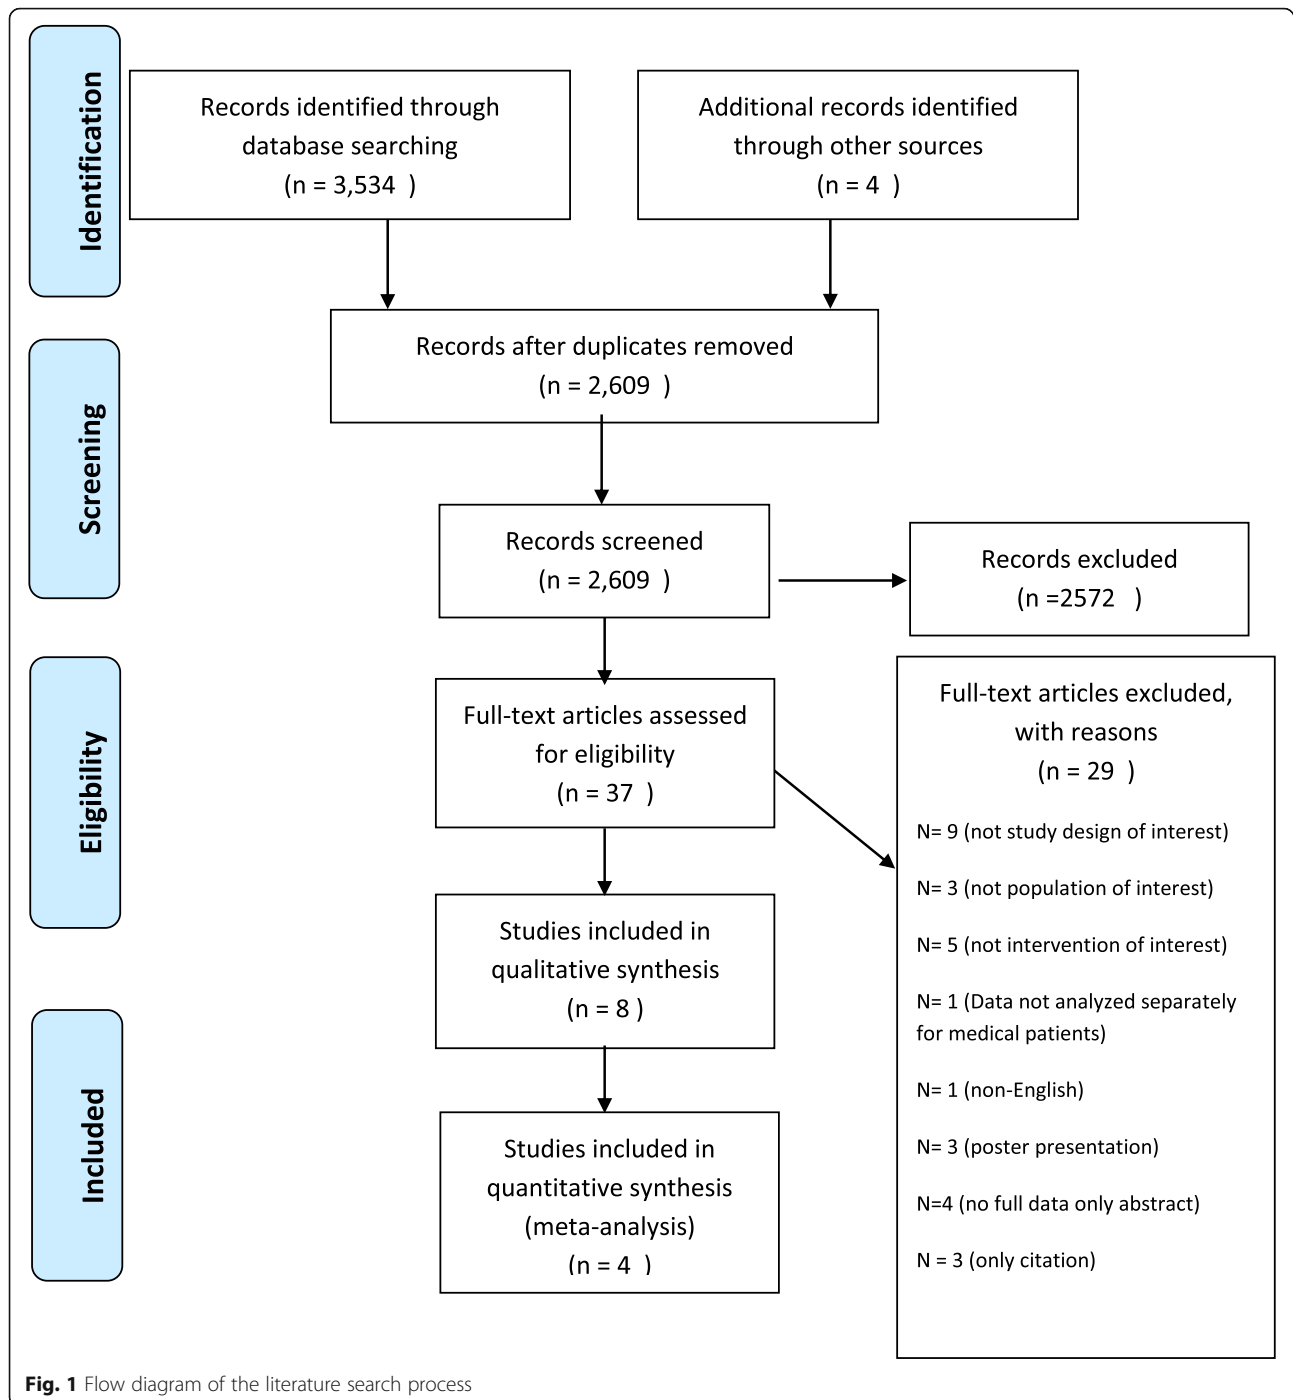 Identification
Records identified through
database searching
(n = 3,534 )
Additional records identified
through other sources
(n = 4 )
Records after duplicates removed
(n = 2,609 )
Screening
Records screened
(n = 2,609 )
Records excluded
(n =2572 )
Eligibility
Full-text articles assessed
for eligibility
(n = 37 )
Full-text articles excluded,
with reasons
(n = 29 )
N= 9 (not study design of interest)
N= 3 (not population of interest)
N= 5 (not intervention of interest)
N= 1 (Data not analyzed separately
for medical patients)
N= 1 (non-English)
N= 3 (poster presentation)
N=4 (no full data only abstract)
N = 3 (only citation)
Studies included in
qualitative synthesis
(n = 8 )
Included
Studies included in
quantitative synthesis
(meta-analysis)
(n = 4 )
Fig. 1 Flow diagram of the literature search process